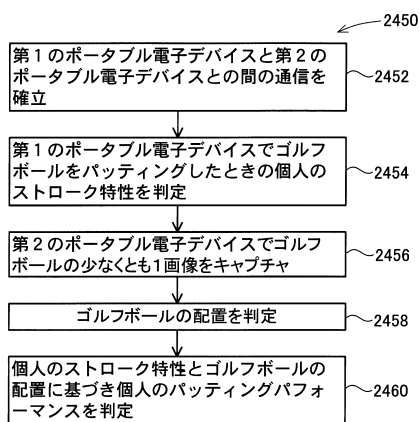 2450
第１のポータブル電子デバイスと第２の
ポータブル電子デバイスとの間の通信を
確立
2452
第１のポータブル電子デバイスでゴルフ
ボールをパッティングしたときの個人の
ストローク特性を判定
2454
第２のポータブル電子デバイスでゴルフ
ボールの少なくとも１画像をキャプチャ
2456
ゴルフボールの配置を判定
2458
個人のストローク特性とゴルフボールの
配置に基づき個人のパッティングパフォ
ーマンスを判定
2460